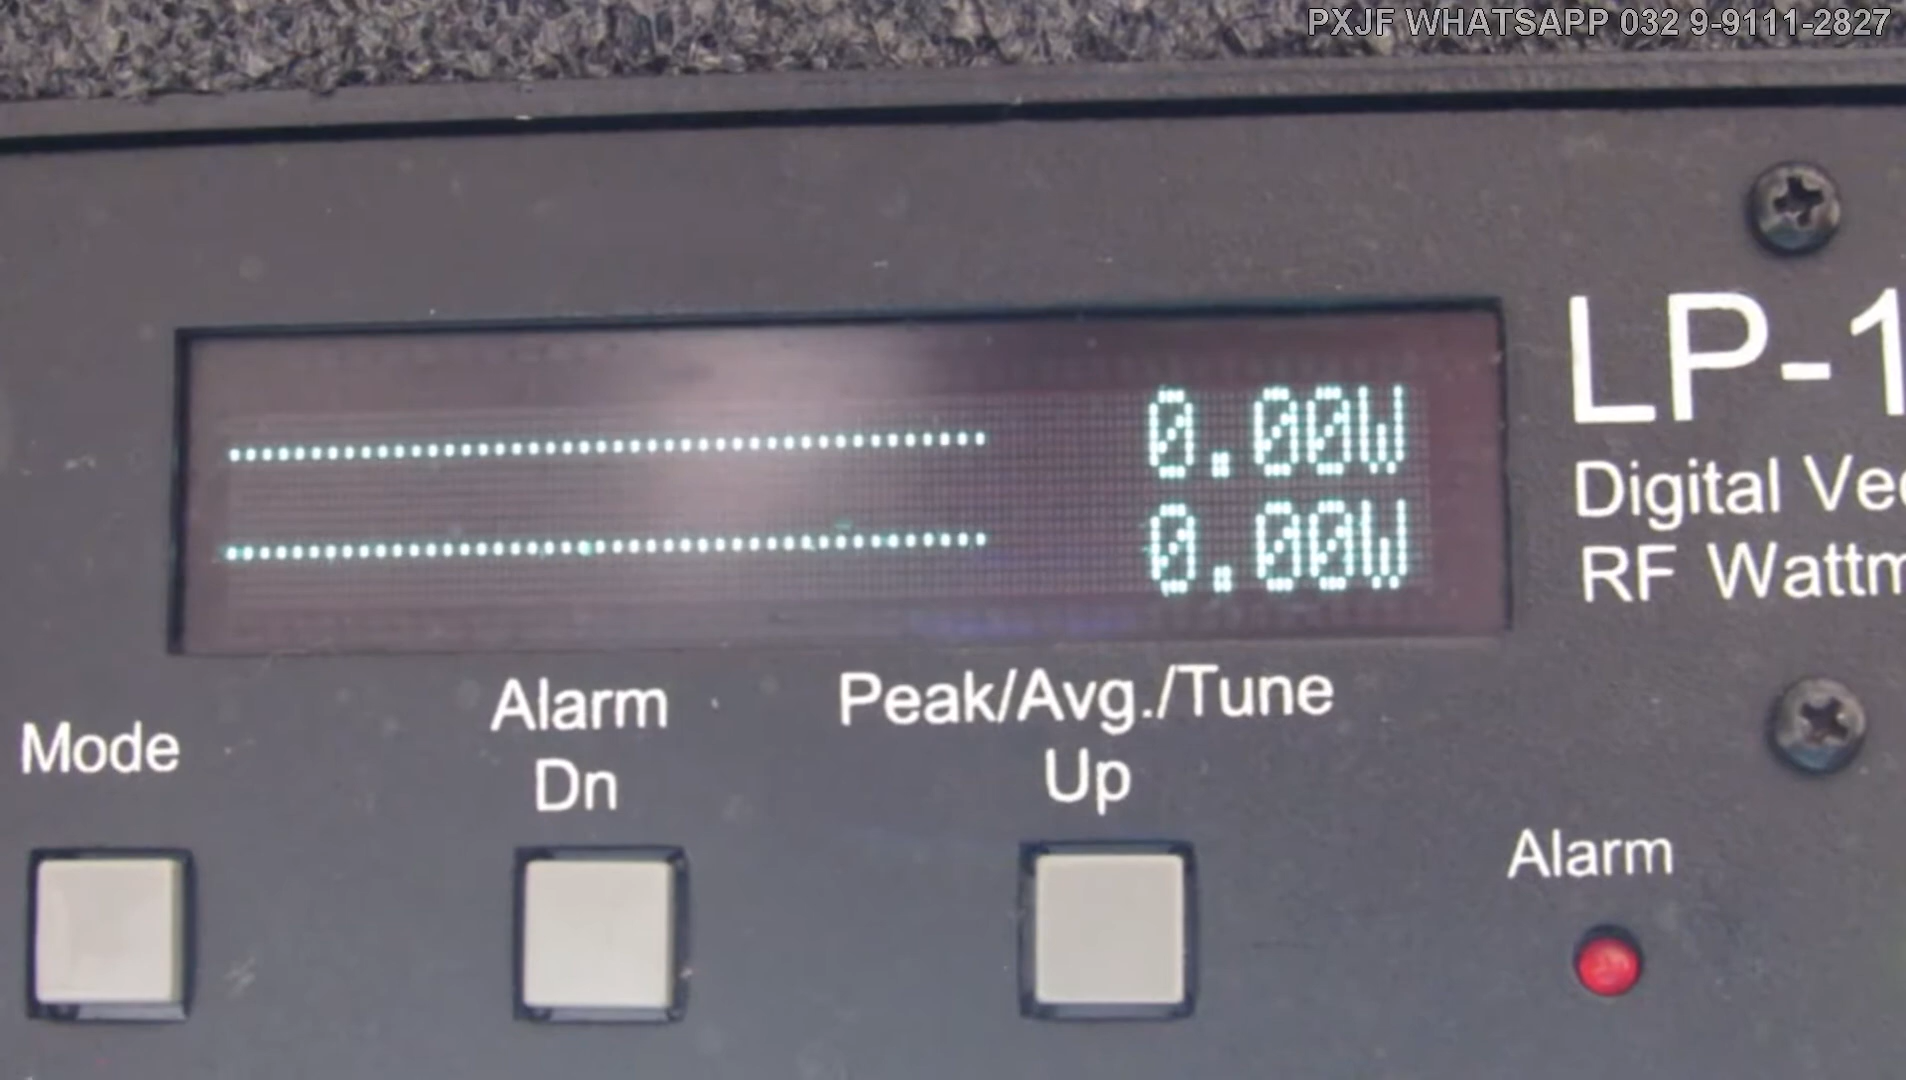 PXJF WHATSAPP 032 9-9111-2827
0.00W
0.00W
LP-1
Digital Vec
RF Wattm
Mode
Alarm
Dn
Peak/Avg./Tune
Up
Alarm